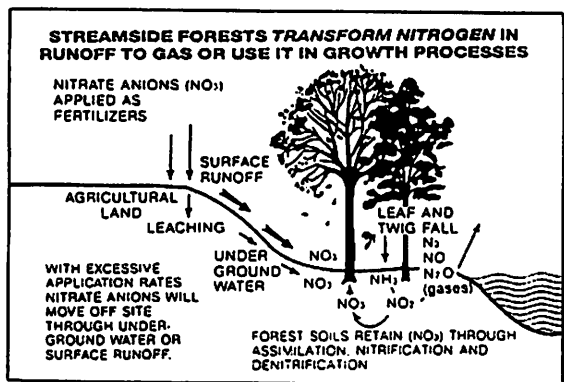 STREAMSIDE FORESTS TRANSFORM NITROGEN IN
RUNOFF TO GAS OR USE IT IN GROWTH PROCESSES
NITRATE ANIONS (NO₃)
APPLIED AS
FERTILIZERS
SURFACE
RUNOFF
AGRICULTURAL
LAND
LEACHING
UNDER
GROUND
WATER
LEAF AND
TWIG FALL
N₂
NO
N₂O
(gases)
NO₃
NO₃
NH₃
NO₃
NO₂
WITH EXCESSIVE
APPLICATION RATES
NITRATE ANIONS WILL
MOVE OFF SITE
THROUGH UNDER-
GROUND WATER OR
SURFACE RUNOFF.
FOREST SOILS RETAIN (NO₃) THROUGH
ASSIMILATION, NITRIFICATION AND
DENITRIFICATION